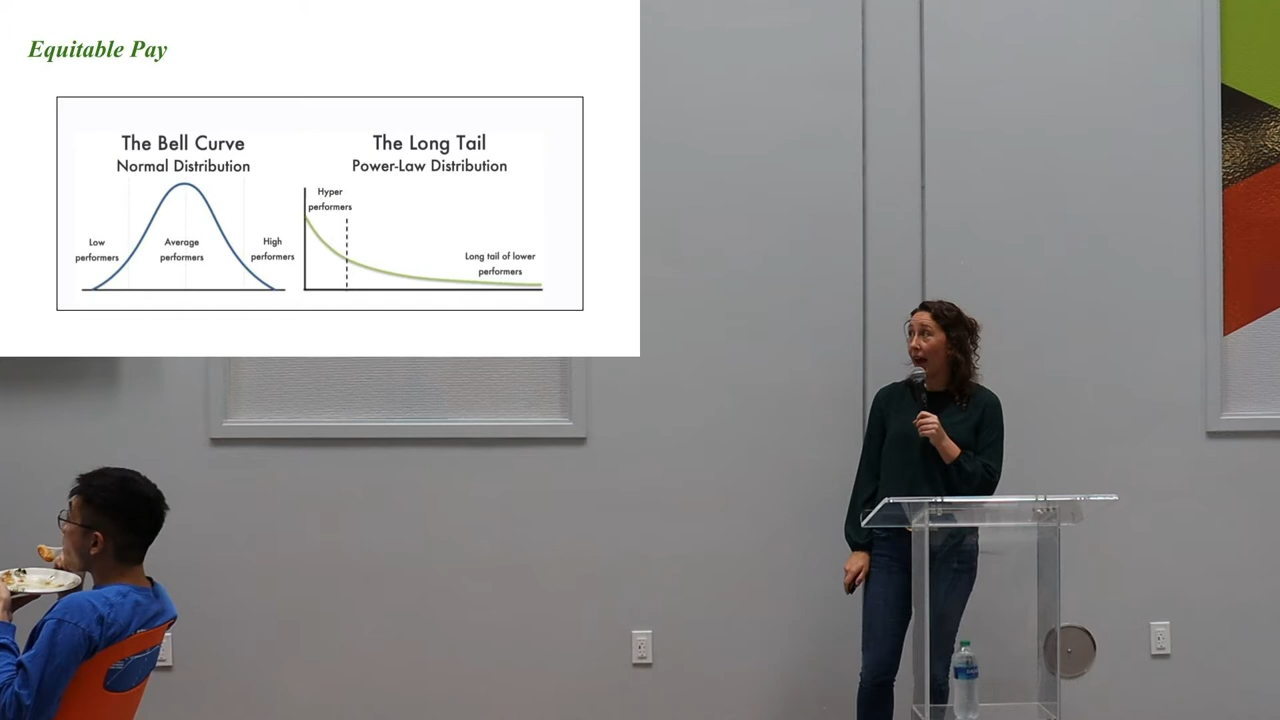 Equitable Pay
The Bell Curve
Normal Distribution
Low
performers
Average
performers
High
performers
The Long Tail
Power-Law Distribution
Hyper
performers
Long tail of lower
performers